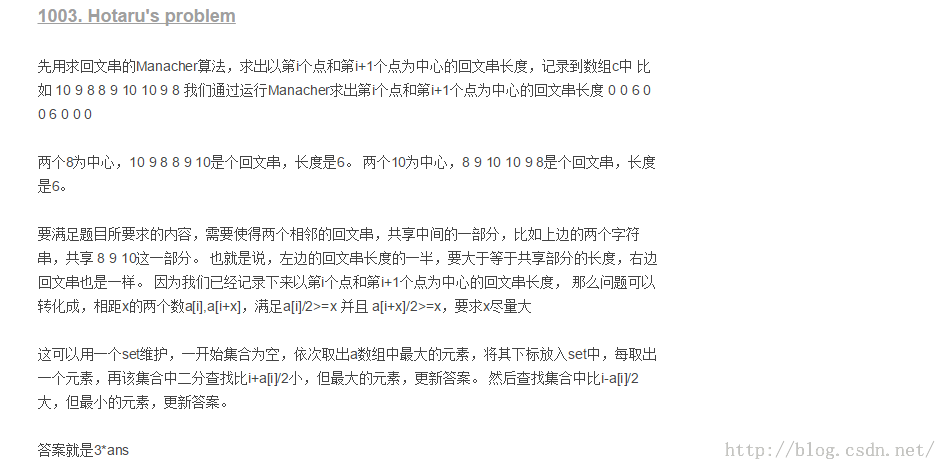 1003. Hotaru's problem
先用求回文串的Manacher算法，求出以第i个点和第i+1个点为中心的回文串长度，记录到数组c中 比
如 10 9 8 8 9 10 10 9 8 我们通过运行Manacher求出第i个点和第i+1个点为中心的回文串长度 0 0 6 0
0 6 0 0 0
两个8为中心，10 9 8 8 9 10是个回文串，长度是6。 两个10为中心，8 9 10 10 9 8是个回文串，长度
是6。
要满足题目所要求的内容，需要使得两个相邻的回文串，共享中间的一部分，比如上边的两个字符
串，共享 8 9 10这一部分。 也就是说，左边的回文串长度的一半，要大于等于共享部分的长度，右边
回文串也是一样。 因为我们已经记录下来以第i个点和第i+1个点为中心的回文串长度， 那么问题可以
转化成，相距x的两个数a[i],a[i+x]，满足a[i]/2>=x 并且 a[i+x]/2>=x，要求x尽量大
这可以用一个set维护，一开始集合为空，依次取出a数组中最大的元素，将其下标放入set中，每取出
一个元素，再该集合中二分查找比i+a[i]/2小，但最大的元素，更新答案。 然后查找集合中比i-a[i]/2
大，但最小的元素，更新答案。
答案就是3*ans
http://blog.csdn.net/